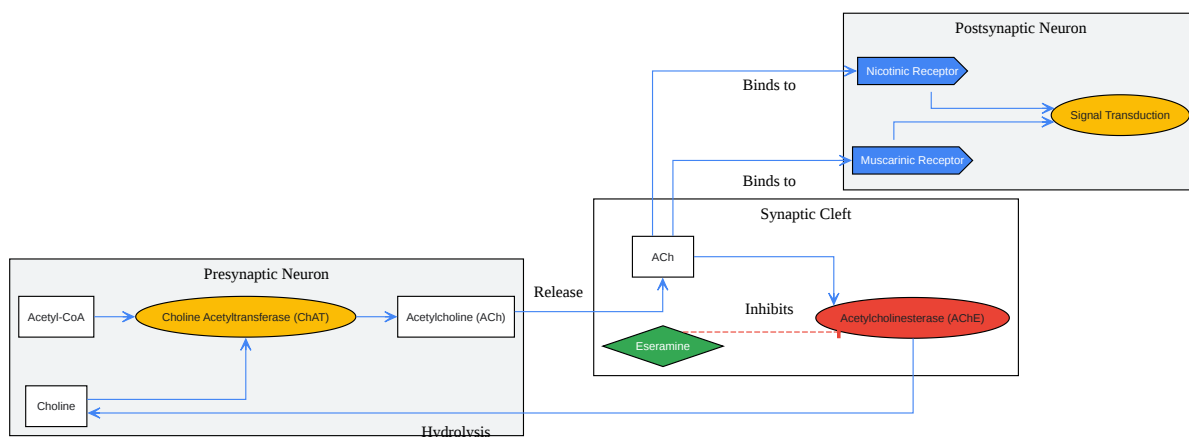 Postsynaptic Neuron
Nicotinic Receptor
Binds to
Signal Transduction
Muscarinic Receptor
Binds to
Synaptic Cleft
ACh
Presynaptic Neuron
Release
Acetyl-CoA
Choline Acetyltransferase (ChAT)
Acetylcholine (ACh)
Inhibits
Acetylcholinesterase (AChE)
Eseramine
Choline
Hydrolysis